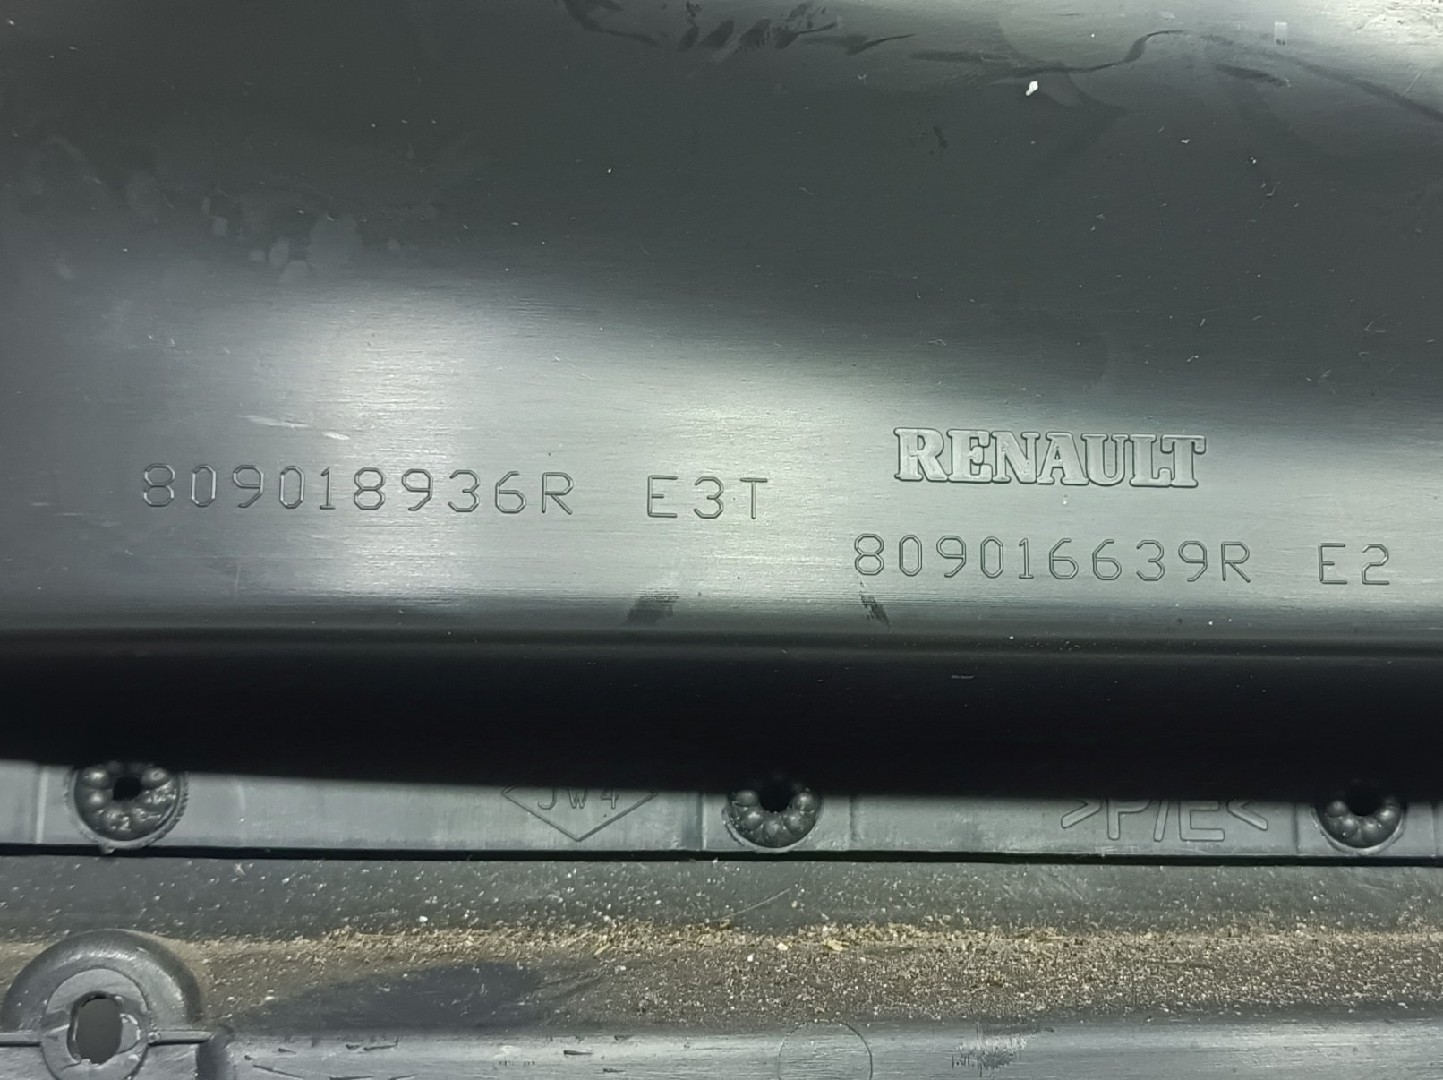 809018936R E3T
RENAULT
809016639R E2
JW4
>P/E<